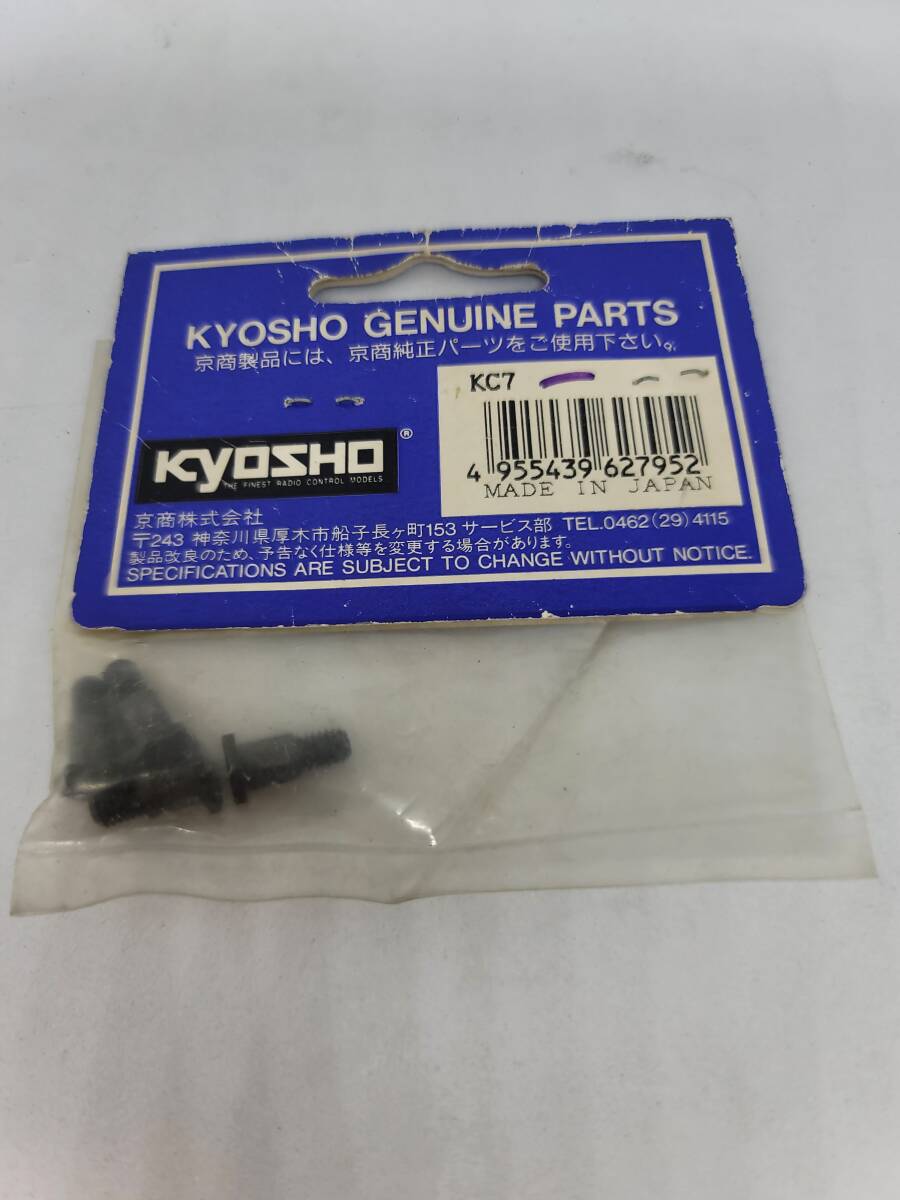 KYOSHO GENUINE PARTS
京商製品には、京商純正パーツをご使用下さい。
KC7
4 955439 627952
MADE IN JAPAN
KYOSHO®
THE FINEST RADIO CONTROL MODELS
京商株式会社
〒243 神奈川県厚木市船子長ヶ町153 サービス部 TEL.0462(29)4115
製品改良のため、予告なく仕様等を変更する場合があります。
SPECIFICATIONS ARE SUBJECT TO CHANGE WITHOUT NOTICE.